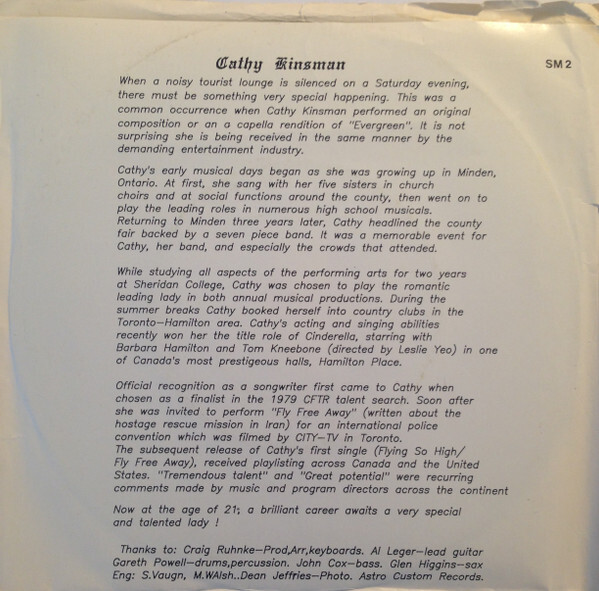 Cathy Kinsman
SM 2
When a noisy tourist lounge is silenced on a Saturday evening,
there must be something very special happening. This was a
common occurrence when Cathy Kinsman performed an original
composition or an a capella rendition of "Evergreen". It is not
surprising she is being received in the same manner by the
demanding entertainment industry.
Cathy's early musical days began as she was growing up in Minden,
Ontario. At first, she sang with her five sisters in church
choirs and at social functions around the county, then went on to
play the leading roles in numerous high school musicals.
Returning to Minden three years later, Cathy headlined the county
fair backed by a seven piece band. It was a memorable event for
Cathy, her band, and especially the crowds that attended.
While studying all aspects of the performing arts for two years
at Sheridan College, Cathy was chosen to play the romantic
leading lady in both annual musical productions. During the
summer breaks Cathy booked herself into country clubs in the
Toronto-Hamilton area. Cathy's acting and singing abilities
recently won her the title role of Cinderella, starring with
Barbara Hamilton and Tom Kneebone (directed by Leslie Yeo) in one
of Canada's most prestigeous halls, Hamilton Place.
Official recognition as a songwriter first came to Cathy when
chosen as a finalist in the 1979 CFTR talent search. Soon after
she was invited to perform "Fly Free Away" (written about the
hostage rescue mission in Iran) for an international police
convention which was filmed by CITY-TV in Toronto.
The subsequent release of Cathy's first single (Flying So High/
Fly Free Away), received playlisting across Canada and the United
States. "Tremendous talent" and "Great potential" were recurring
comments made by music and program directors across the continent
Now at the age of 21; a brilliant career awaits a very special
and talented lady !
Thanks to: Craig Ruhnke-Prod,Arr,keyboards. Al Leger-lead guitar
Gareth Powell-drums,percussion. John Cox-bass. Glen Higgins-sax
Eng: S.Vaugn, M.WAlsh..Dean Jeffries-Photo. Astro Custom Records.